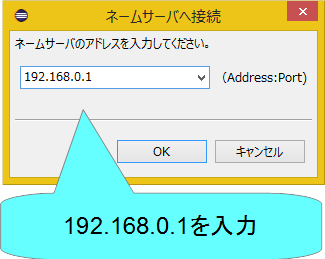 ネームサーバへ接続
ネームサーバのアドレスを入力してください。
192.168.0.1
(Address:Port)
OK
キャンセル
192.168.0.1を入力